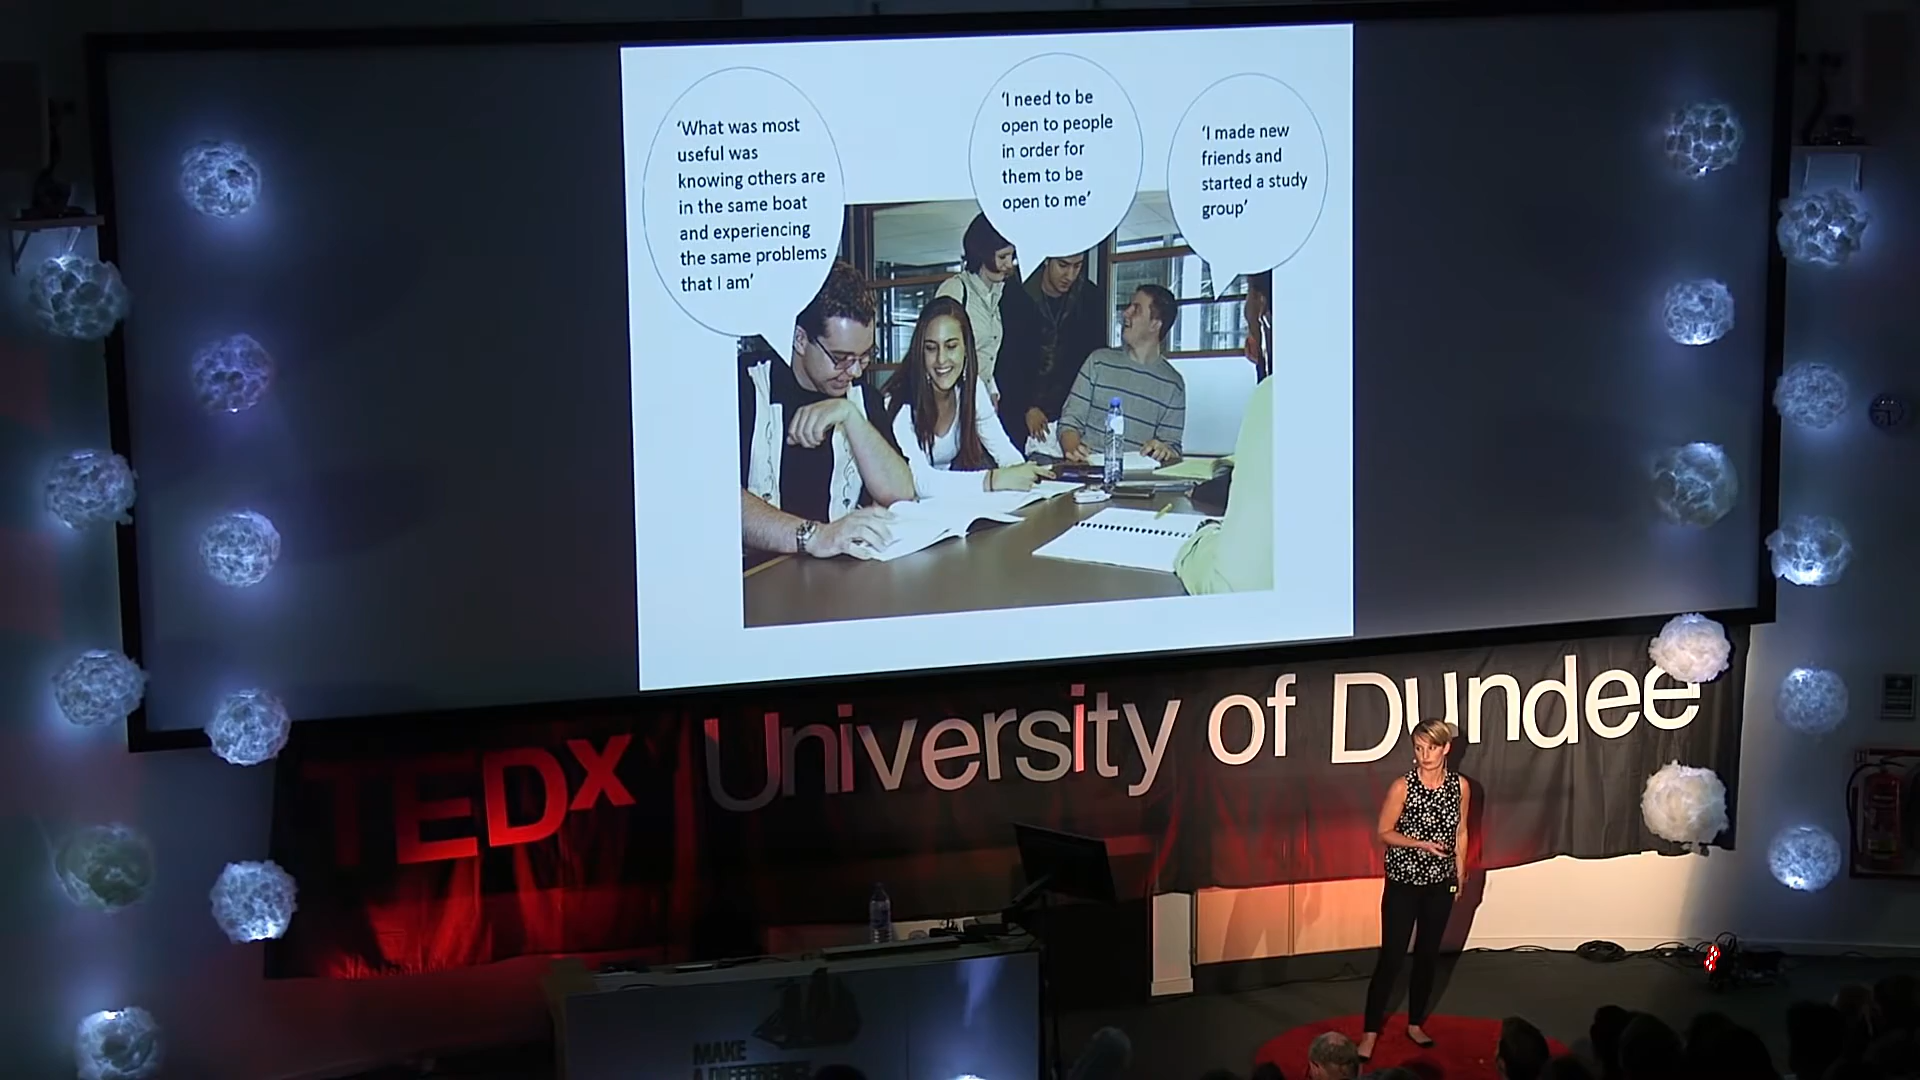 ‘What was most
useful was
knowing others are
in the same boat
and experiencing
the same problems
that I am’
‘I need to be
open to people
in order for
them to be
open to me’
‘I made new
friends and
started a study
group’
TEDx University of Dundee
MAKE